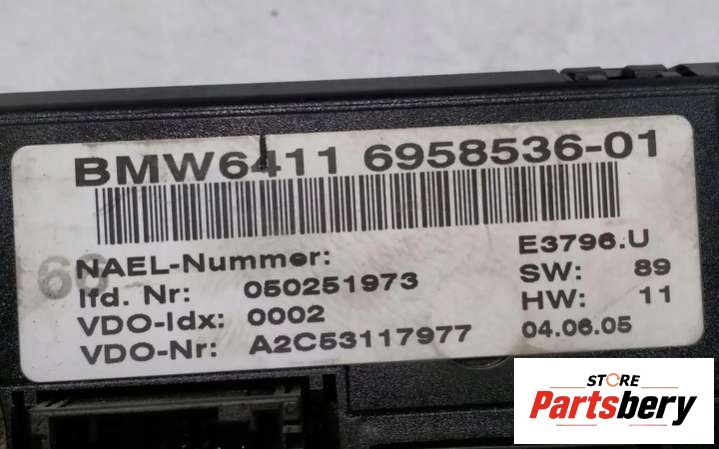 BMW6411 6958536-01
60
NAEL-Nummer: E3796.U
lfd. Nr: 050251973 SW: 89
VDO-Idx: 0002 HW: 11
VDO-Nr: A2C53117977 04.06.05
STORE
Partsbery